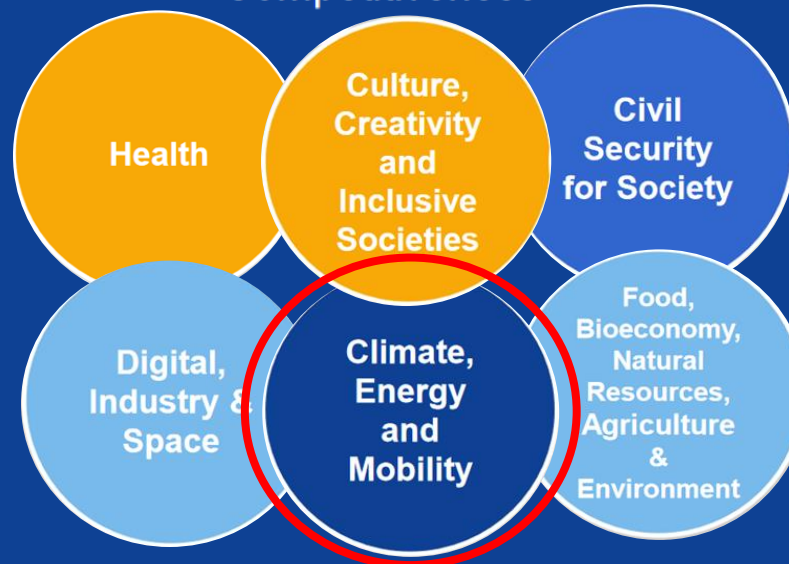 Health
Culture,
Creativity
and
Inclusive
Societies
Civil
Security
for Society
Digital,
Industry &
Space
Climate,
Energy
and
Mobility
Food,
Bioeconomy,
Natural
Resources,
Agriculture
&
Environment